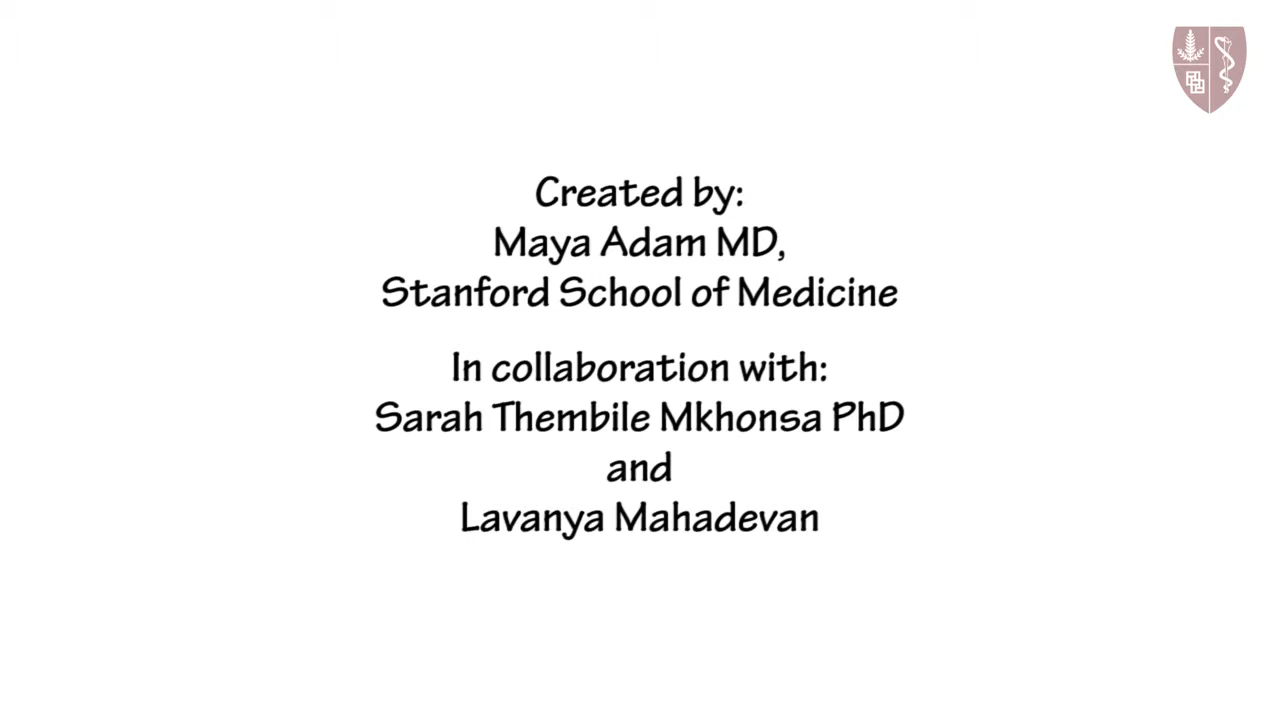 Created by:
Maya Adam MD,
Stanford School of Medicine
In collaboration with:
Sarah Thembile Mkhonsa PhD
and
Lavanya Mahadevan